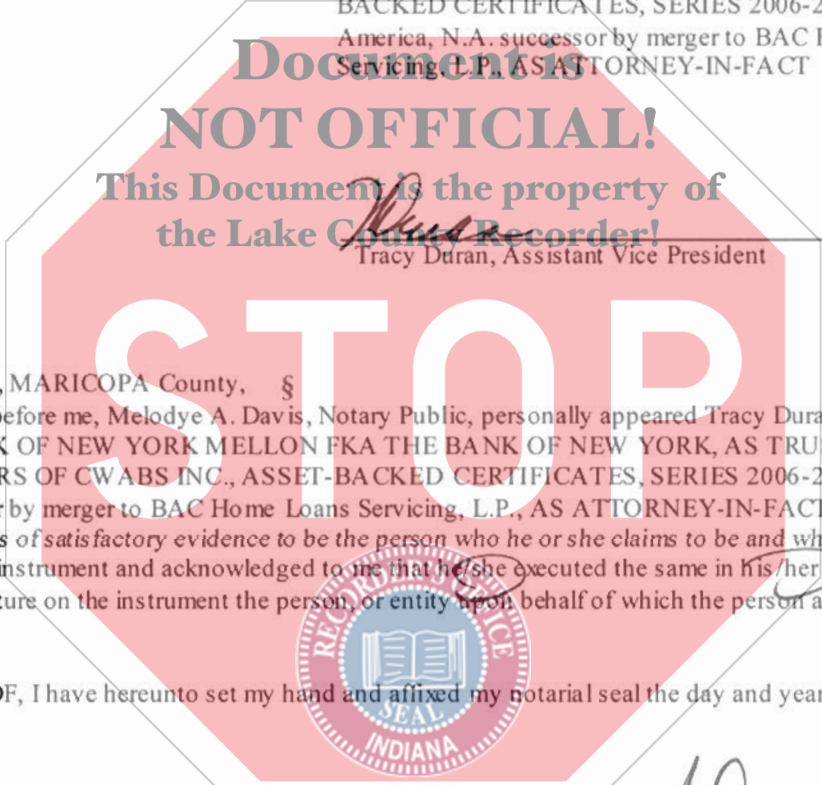 BACKED CERTIFICATES, SERIES 2006-2
America, N.A. successor by merger to BAC H
Servicing, L.P., AS ATTORNEY-IN-FACT
Document is
NOT OFFICIAL!
This Document is the property of
the Lake County Recorder!
Tracy Duran, Assistant Vice President
STOP
, MARICOPA County, §
before me, Melodye A. Davis, Notary Public, personally appeared Tracy Dura
K OF NEW YORK MELLON FKA THE BANK OF NEW YORK, AS TRU
RS OF CWABS INC., ASSET-BACKED CERTIFICATES, SERIES 2006-2
r by merger to BAC Home Loans Servicing, L.P., AS ATTORNEY-IN-FACT
s of satisfactory evidence to be the person who he or she claims to be and wh
instrument and acknowledged to me that he/she executed the same in his/her
ture on the instrument the person, or entity upon behalf of which the person a
OF, I have hereunto set my hand and affixed my notarial seal the day and year
RECORDER'S OFFICE
SEAL
INDIANA